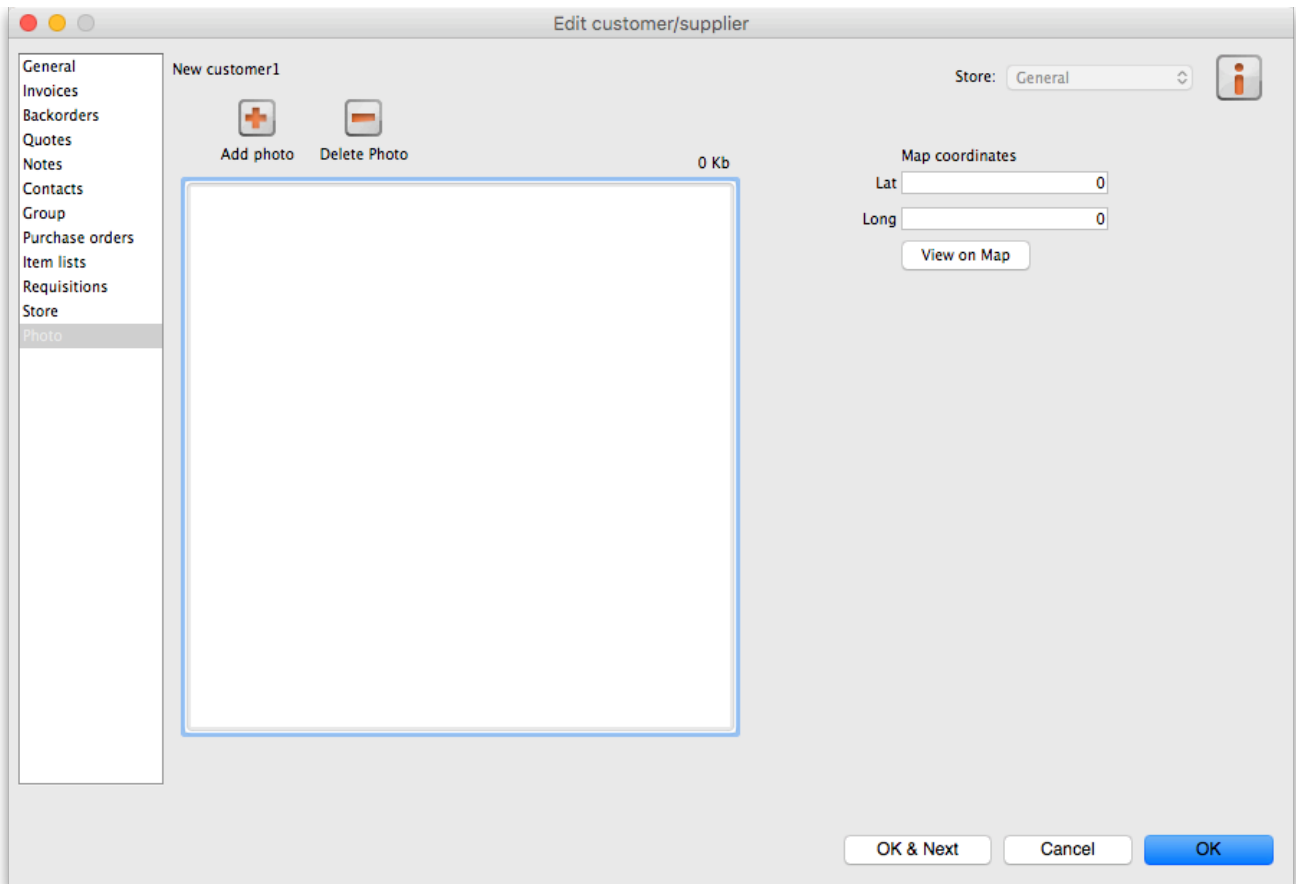 Edit customer/supplier
General
Invoices
Backorders
Quotes
Notes
Contacts
Group
Purchase orders
Item lists
Requisitions
Store
Photo
New customer1
Store: General
Add photo Delete Photo
0 Kb
Map coordinates
Lat 0
Long 0
View on Map
OK & Next Cancel OK